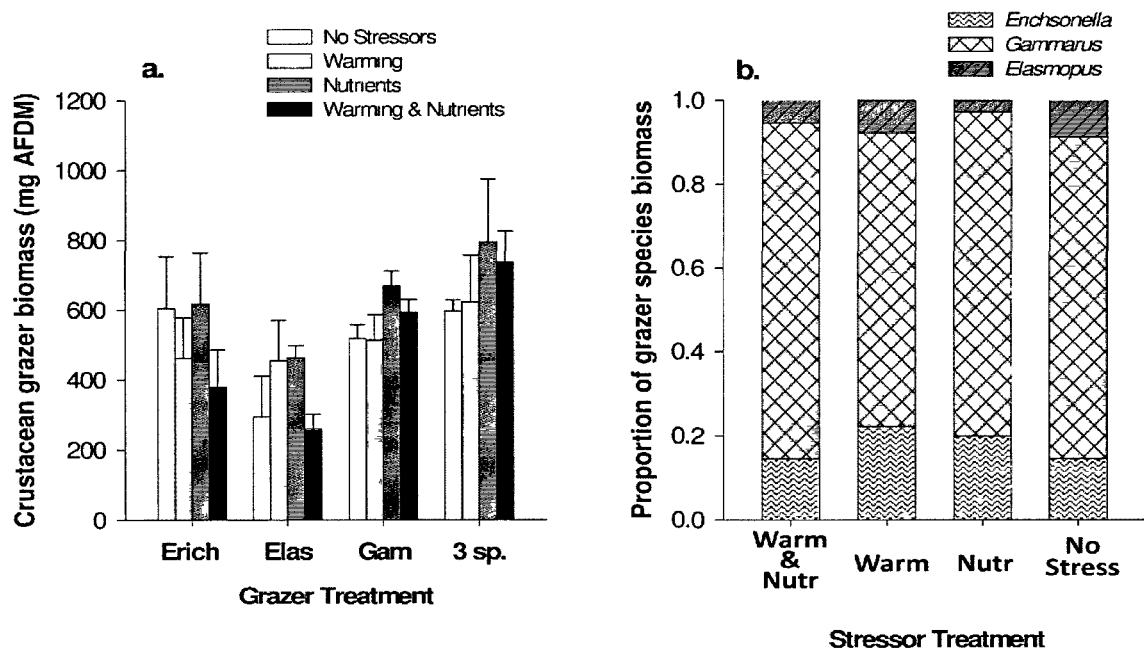 a.
No Stressors
Warming
Nutrients
Warming & Nutrients
Crustacean grazer biomass (mg AFDM)
1200
1000
800
600
400
200
0
Erich Elas Gam 3 sp.
Grazer Treatment
b.
Erichsonella
Gammarus
Elasmopus
Proportion of grazer species biomass
1.0
0.8
0.6
0.4
0.2
0.0
Warm & Nutr
Warm
Nutr
No Stress
Stressor Treatment